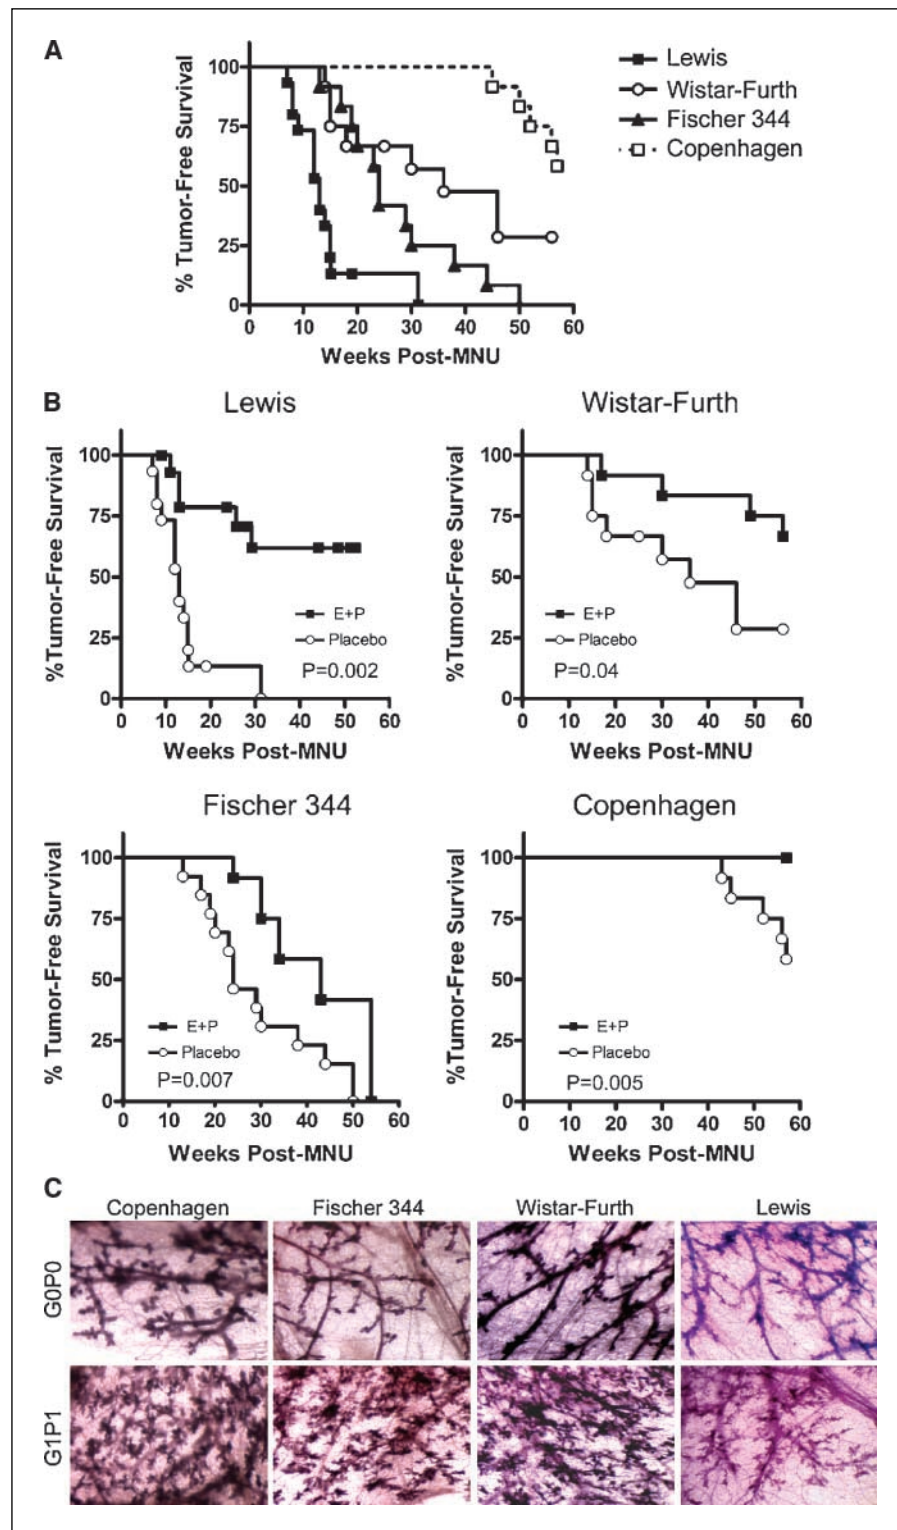 A
100
75
50
25
0
% Tumor-Free Survival
0 10 20 30 40 50 60
Weeks Post-MNU
Lewis
Wistar-Furth
Fischer 344
Copenhagen
B
Lewis
100
75
50
25
0
%Tumor-Free Survival
E+P
Placebo
P=0.002
0 10 20 30 40 50 60
Weeks Post-MNU
Wistar-Furth
100
75
50
25
0
%Tumor-Free Survival
E+P
Placebo
P=0.04
0 10 20 30 40 50 60
Weeks Post-MNU
Fischer 344
100
75
50
25
0
% Tumor-Free Survival
E+P
Placebo
P=0.007
0 10 20 30 40 50 60
Weeks Post-MNU
Copenhagen
100
75
50
25
0
%Tumor-Free Survival
E+P
Placebo
P=0.005
0 10 20 30 40 50 60
Weeks Post-MNU
C
Copenhagen Fischer 344 Wistar-Furth Lewis
G0P0
G1P1